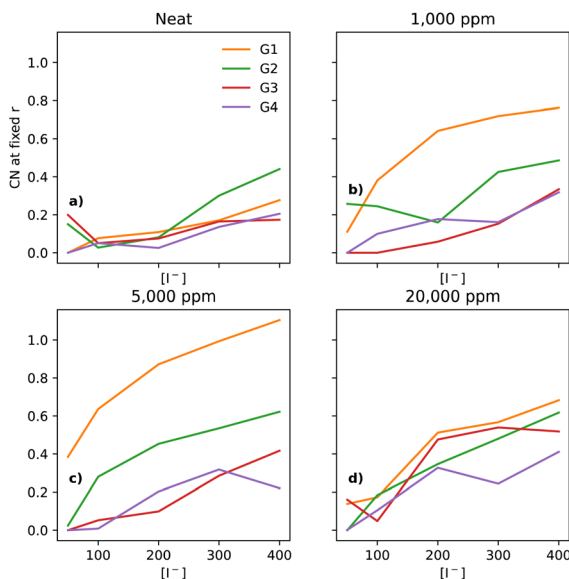 Neat
1,000 ppm
1.0
0.8
0.6
0.4
0.2
0.0
CN at fixed r
G1
G2
G3
G4
a)
b)
[I⁻]
[I⁻]
5,000 ppm
20,000 ppm
1.0
0.8
0.6
0.4
0.2
0.0
c)
d)
100 200 300 400
100 200 300 400
[I⁻]
[I⁻]